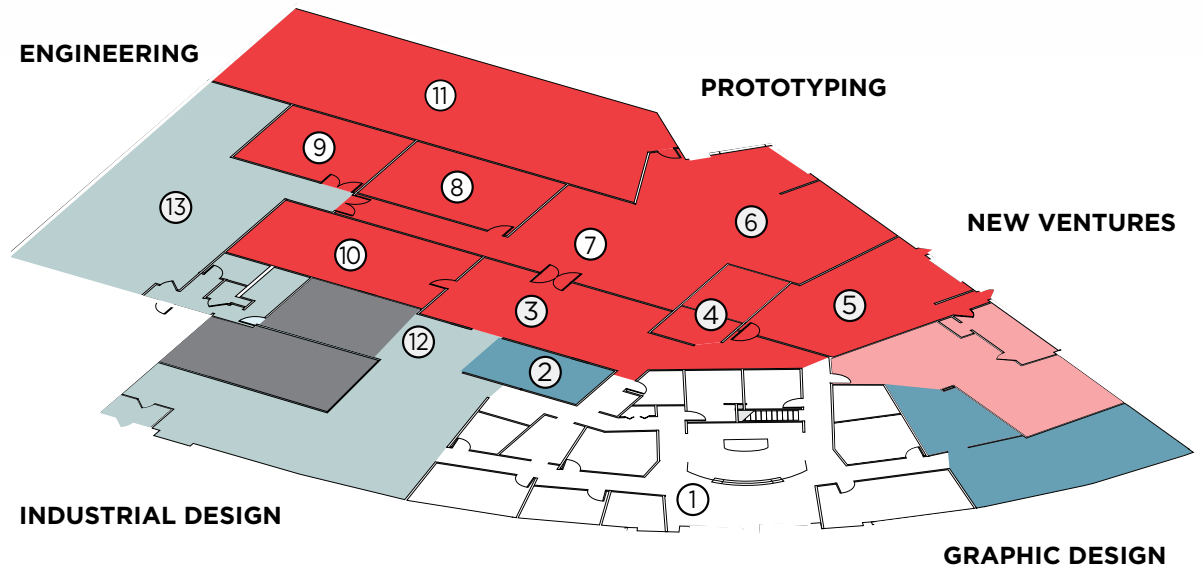 ENGINEERING
PROTOTYPING
11
9
8
13
6
NEW VENTURES
7
10
3
4
5
12
2
1
INDUSTRIAL DESIGN
GRAPHIC DESIGN